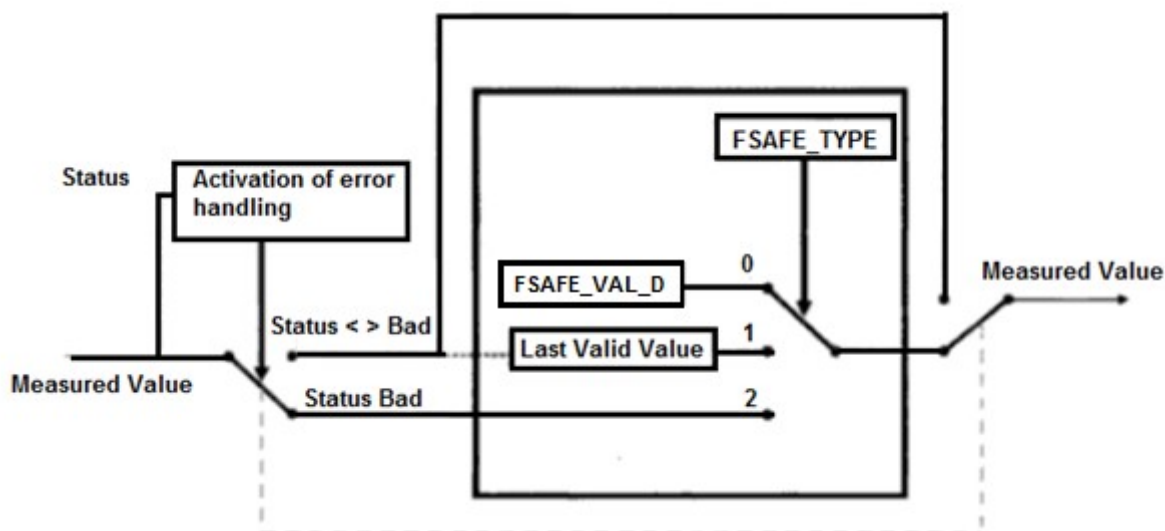 FSAFE_TYPE
Status
Activation of error
handling
0
FSAFE_VAL_D
Measured Value
Status < > Bad
1
Last Valid Value
Measured Value
Status Bad
2